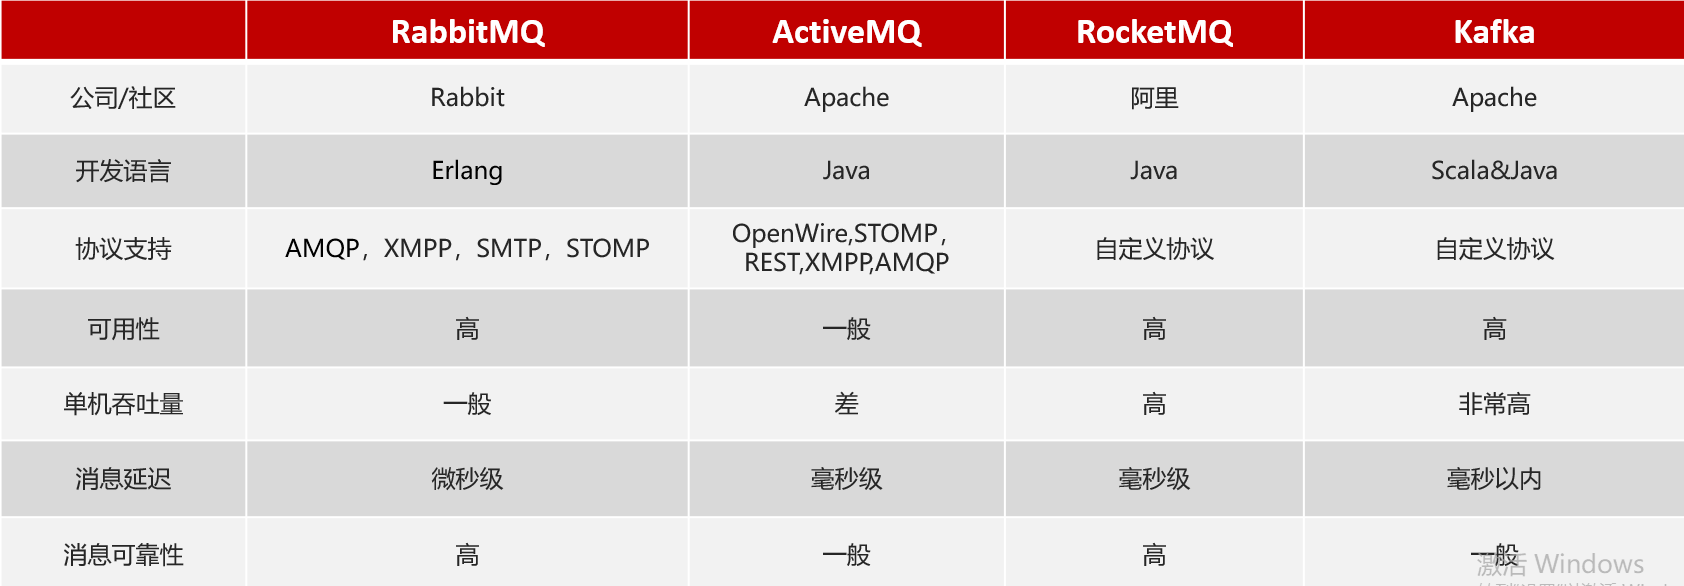 RabbitMQ ActiveMQ RocketMQ Kafka
公司/社区 Rabbit Apache 阿里 Apache
开发语言 Erlang Java Java Scala&Java
协议支持 AMQP，XMPP，SMTP，STOMP OpenWire,STOMP，
REST,XMPP,AMQP 自定义协议 自定义协议
可用性 高 一般 高 高
单机吞吐量 一般 差 高 非常高
消息延迟 微秒级 毫秒级 毫秒级 毫秒以内
消息可靠性 高 一般 高 一般
激活 Windows